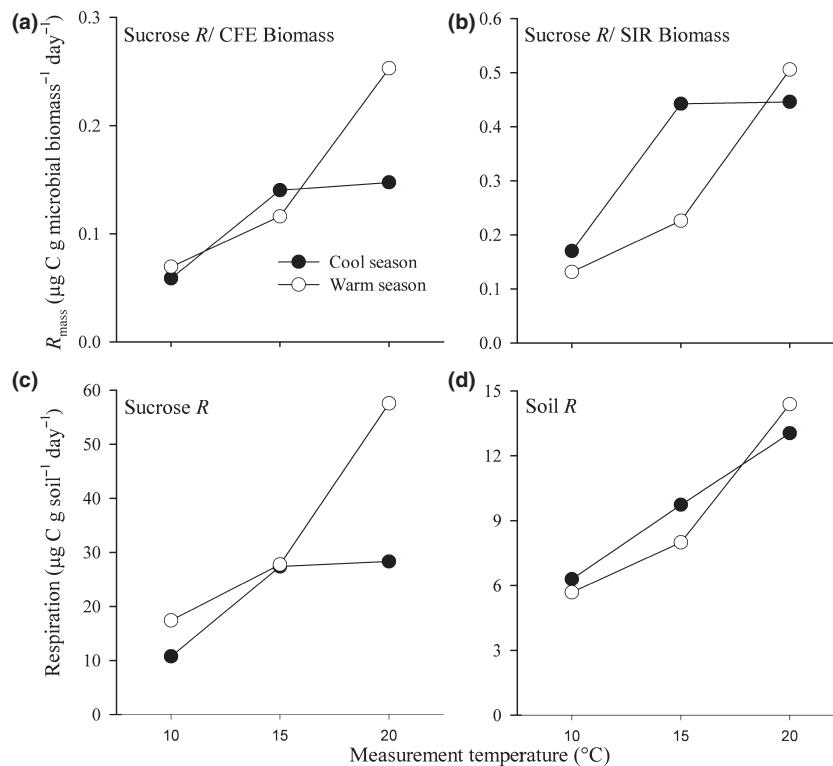 (a)
Sucrose R/ CFE Biomass
0.3
0.2
0.1
0.0
R_mass (µg C g microbial biomass⁻¹ day⁻¹)
Cool season
Warm season
(b)
Sucrose R/ SIR Biomass
0.6
0.5
0.4
0.3
0.2
0.1
0.0
(c)
Sucrose R
60
50
40
30
20
10
0
Respiration (µg C g soil⁻¹ day⁻¹)
10 15 20
(d)
Soil R
15
12
9
6
3
0
10 15 20
Measurement temperature (°C)